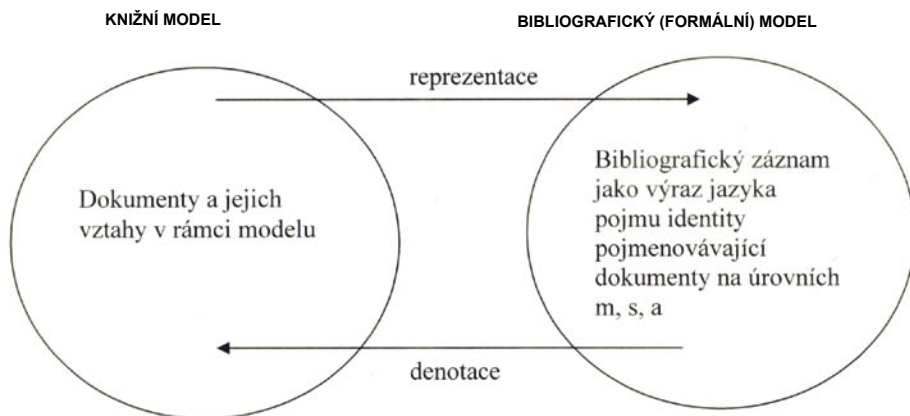 KNIŽNÍ MODEL
BIBLIOGRAFICKÝ (FORMÁLNÍ) MODEL
reprezentace
Dokumenty a jejich
vztahy v rámci modelu
Bibliografický záznam
jako výraz jazyka
pojmu identity
pojmenovávající
dokumenty na úrovních
m, s, a
denotace